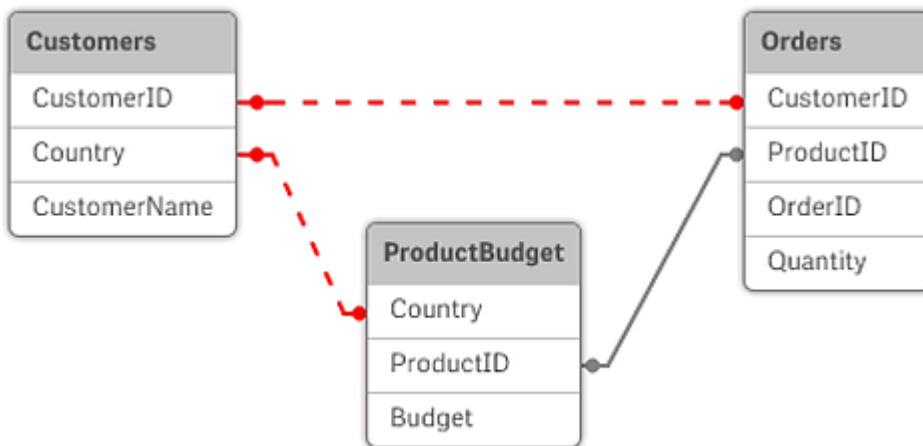 Customers
CustomerID
Country
CustomerName
ProductBudget
Country
ProductID
Budget
Orders
CustomerID
ProductID
OrderID
Quantity